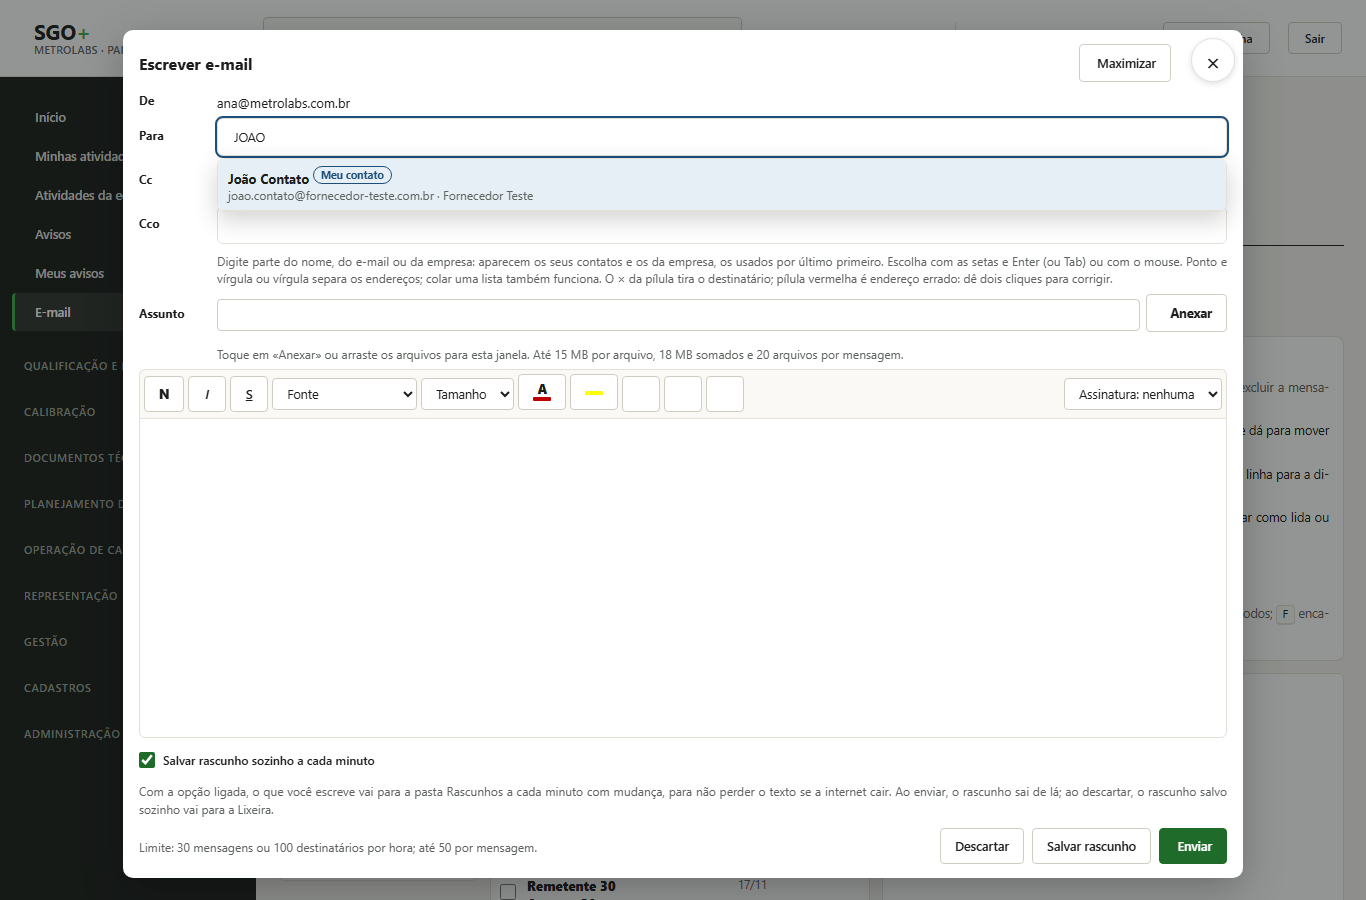 SGO+
METROLABS · PAI
na
Sair
Início
Minhas atividad
Atividades da e
Avisos
Meus avisos
E-mail
QUALIFICAÇÃO E
CALIBRAÇÃO
DOCUMENTOS TÉC
PLANEJAMENTO D
OPERAÇÃO DE CA
REPRESENTAÇÃO
GESTÃO
CADASTROS
ADMINISTRAÇÃO
Escrever e-mail
Maximizar
×
De
ana@metrolabs.com.br
Para
JOAO
João Contato Meu contato
joao.contato@fornecedor-teste.com.br · Fornecedor Teste
Cc
Cco
Digite parte do nome, do e-mail ou da empresa: aparecem os seus contatos e os da empresa, os usados por último primeiro. Escolha com as setas e Enter (ou Tab) ou com o mouse. Ponto e
vírgula ou vírgula separa os endereços; colar uma lista também funciona. O × da pílula tira o destinatário; pílula vermelha é endereço errado: dê dois cliques para corrigir.
Assunto
Anexar
Toque em «Anexar» ou arraste os arquivos para esta janela. Até 15 MB por arquivo, 18 MB somados e 20 arquivos por mensagem.
N
I
S
Fonte
Tamanho
A
Assinatura: nenhuma
Salvar rascunho sozinho a cada minuto
Com a opção ligada, o que você escreve vai para a pasta Rascunhos a cada minuto com mudança, para não perder o texto se a internet cair. Ao enviar, o rascunho sai de lá; ao descartar, o rascunho salvo
sozinho vai para a Lixeira.
Limite: 30 mensagens ou 100 destinatários por hora; até 50 por mensagem.
Descartar
Salvar rascunho
Enviar
excluir a mensa-
e dá para mover
linha para a di-
ar como lida ou
odos; F enca-
Remetente 30
17/11